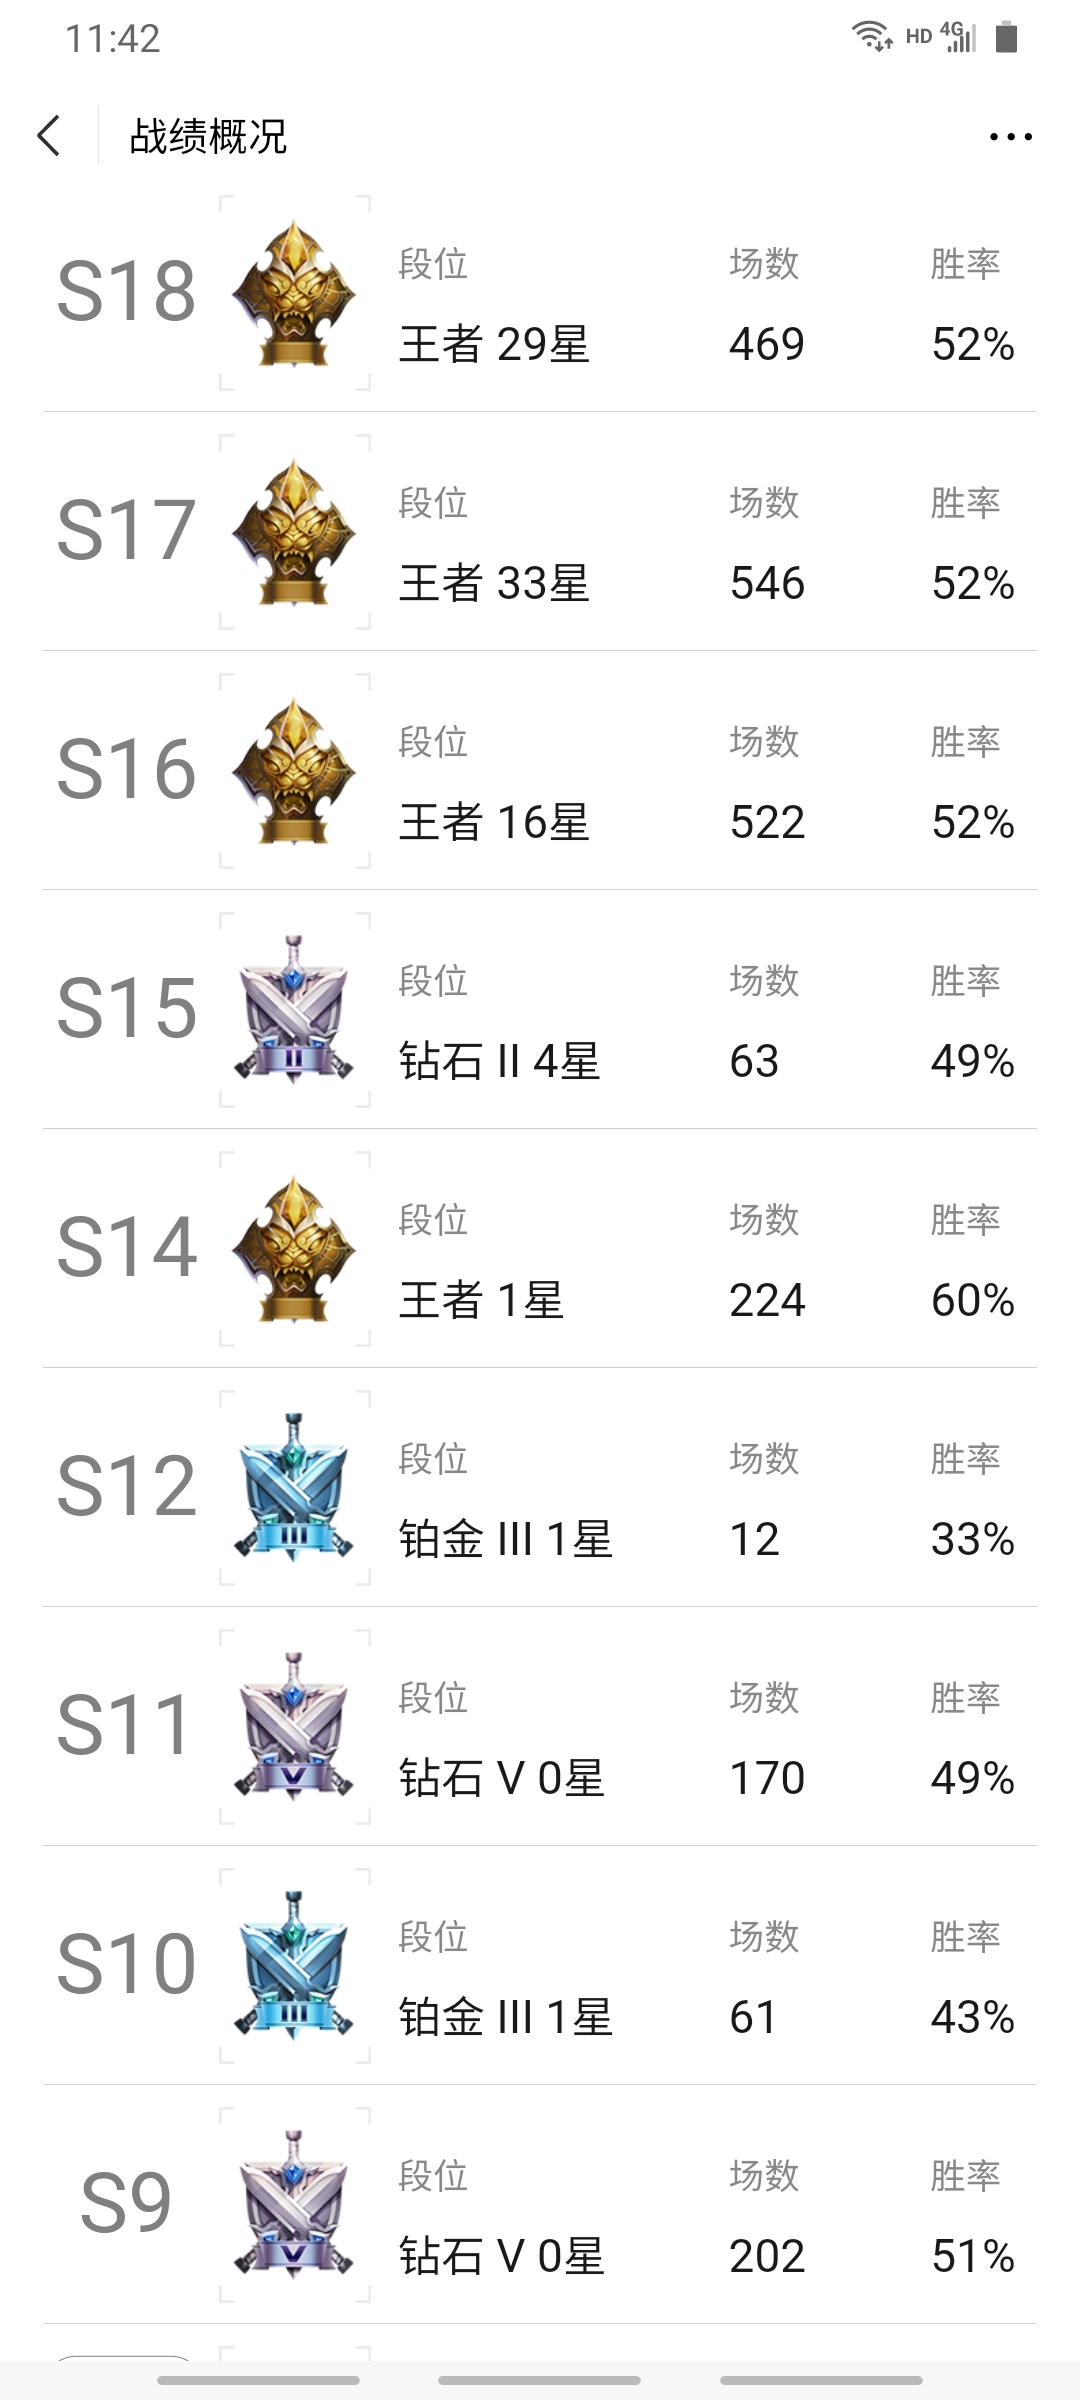 11:42
HD 4G
战绩概况
S18
段位 场数 胜率
王者 29星 469 52%
S17
段位 场数 胜率
王者 33星 546 52%
S16
段位 场数 胜率
王者 16星 522 52%
S15
II
段位 场数 胜率
钻石 II 4星 63 49%
S14
段位 场数 胜率
王者 1星 224 60%
S12
III
段位 场数 胜率
铂金 III 1星 12 33%
S11
V
段位 场数 胜率
钻石 V 0星 170 49%
S10
III
段位 场数 胜率
铂金 III 1星 61 43%
S9
V
段位 场数 胜率
钻石 V 0星 202 51%